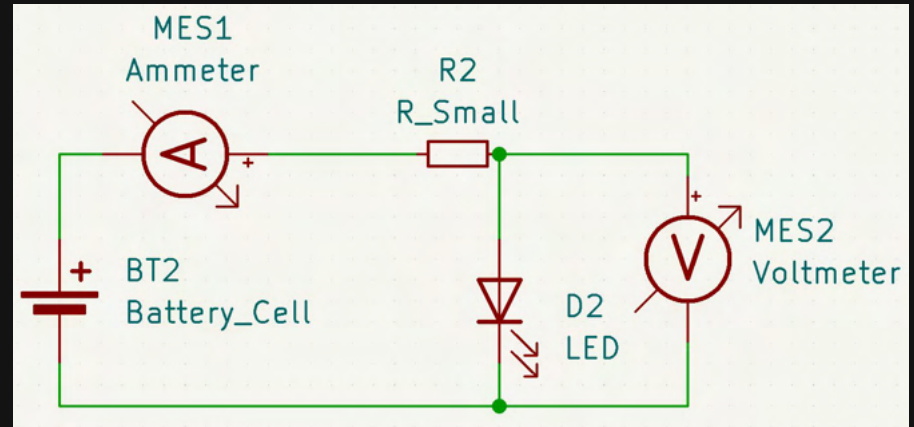 MES1
Ammeter
A
+
R2
R_Small
+
V
MES2
Voltmeter
+
BT2
Battery_Cell
D2
LED